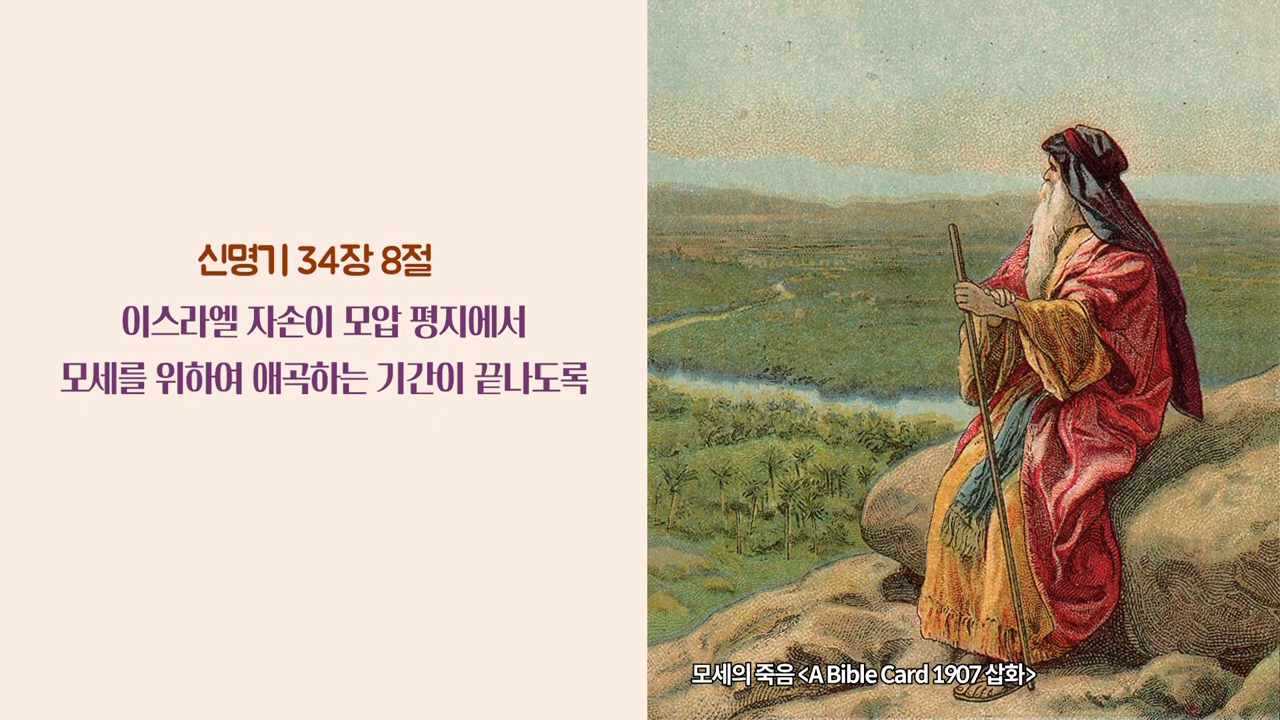 신명기 34장 8절
이스라엘 자손이 모압 평지에서
모세를 위하여 애곡하는 기간이 끝나도록
모세의 죽음 <A Bible Card 1907 삽화>